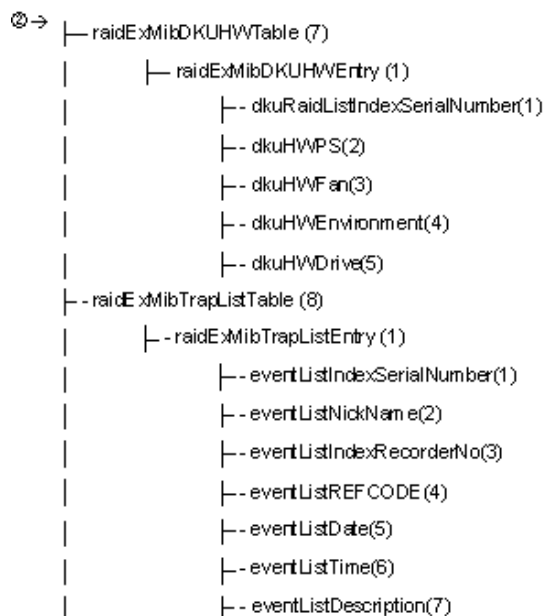 ②→
raidExMibDKUHWTable (7)
raidExMibDKUHWEntry (1)
dkuRaidListIndexSerialNumber(1)
dkuHWPS(2)
dkuHWFan(3)
dkuHWEnvironment(4)
dkuHWDrive(5)
raidExMibTrapListTable (8)
raidExMibTrapListEntry (1)
eventListIndexSerialNumber(1)
eventListNickName(2)
eventListIndexRecorderNo(3)
eventListREFCODE(4)
eventListDate(5)
eventListTime(6)
eventListDescription(7)